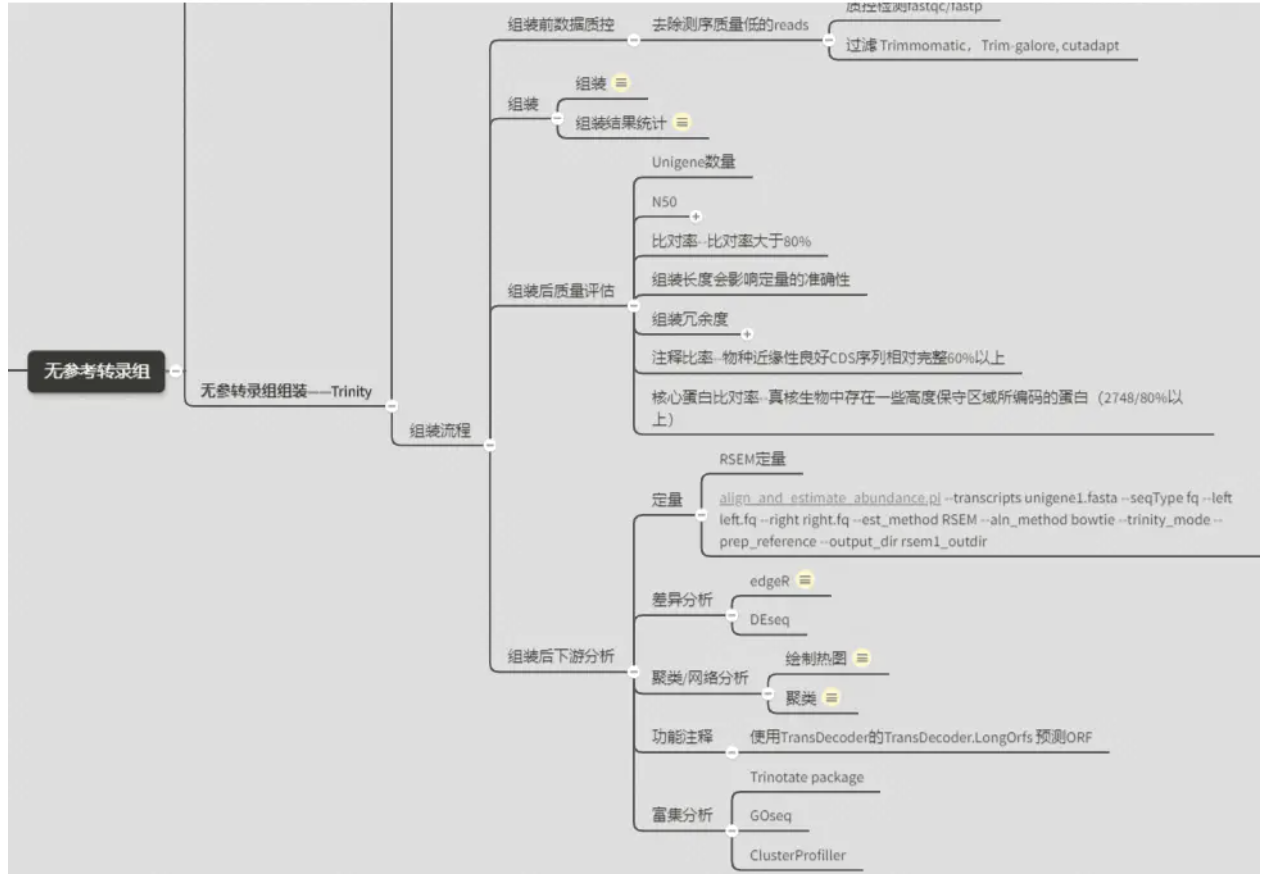 质控检测fastqc/fastp
组装前数据质控
去除测序质量低的reads
过滤 Trimmomatic，Trim-galore, cutadapt
组装
组装
组装结果统计
Unigene数量
N50
比对率--比对率大于80%
组装长度会影响定量的准确性
组装后质量评估
组装冗余度
注释比率--物种近缘性良好CDS序列相对完整60%以上
无参考转录组
无参转录组组装——Trinity
核心蛋白比对率--真核生物中存在一些高度保守区域所编码的蛋白（2748/80%以
上）
组装流程
RSEM定量
定量
align_and_estimate_abundance.pl --transcripts unigene1.fasta --seqType fq --left
left.fq --right right.fq --est_method RSEM --aln_method bowtie --trinity_mode --
prep_reference --output_dir rsem1_outdir
edgeR
差异分析
DEseq
组装后下游分析
绘制热图
聚类/网络分析
聚类
功能注释
使用TransDecoder的TransDecoder.LongOrfs 预测ORF
Trinotate package
富集分析
GOseq
ClusterProfiller